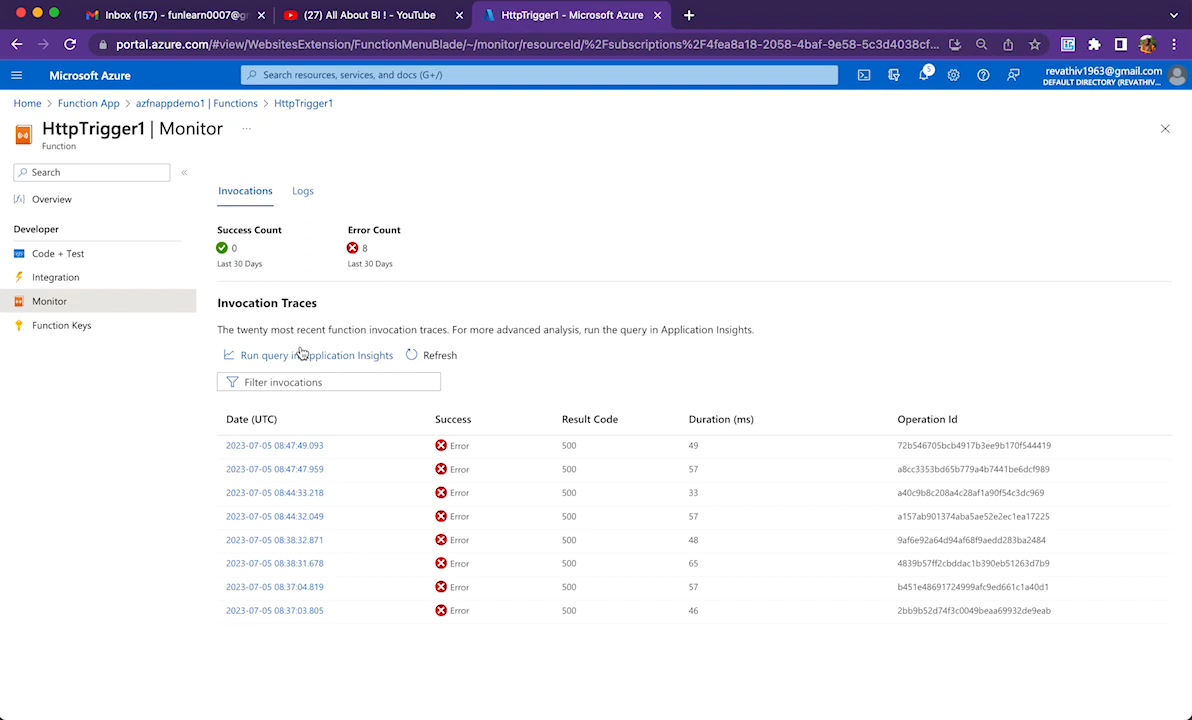 Inbox (157) - funlearn0007@g
(27) All About BI ! - YouTube
HttpTrigger1 - Microsoft Azure
portal.azure.com/#view/WebsitesExtension/FunctionMenuBlade/~/monitor/resourceId/%2Fsubscriptions%2F4fea8a18-2058-4baf-9e58-5c3d4038cf...
Microsoft Azure
Search resources, services, and docs (G+/)
5
revathiv1963@gmail.com
DEFAULT DIRECTORY (REVATHIV...
Home > Function App > azfnappdemo1 | Functions > HttpTrigger1
HttpTrigger1 | Monitor ...
Function
Search
«
Overview
Developer
Code + Test
Integration
Monitor
Function Keys
Invocations Logs
Success Count Error Count
0 8
Last 30 Days Last 30 Days
Invocation Traces
The twenty most recent function invocation traces. For more advanced analysis, run the query in Application Insights.
Run query in Application Insights Refresh
Filter invocations
Date (UTC) Success Result Code Duration (ms) Operation Id
2023-07-05 08:47:49.093 Error 500 49 72b546705bcb4917b3ee9b170f544419
2023-07-05 08:47:47.959 Error 500 57 a8cc3353bd65b779a4b7441be6dcf989
2023-07-05 08:44:33.218 Error 500 33 a40c9b8c208a4c28af1a90f54c3dc969
2023-07-05 08:44:32.049 Error 500 57 a157ab901374aba5ae52e2ec1ea17225
2023-07-05 08:38:32.871 Error 500 48 9af6e92a64d94af68f9aedd283ba2484
2023-07-05 08:38:31.678 Error 500 65 4839b57ff2cbddac1b390eb51263d7b9
2023-07-05 08:37:04.819 Error 500 57 b451e48691724999afc9ed661c1a40d1
2023-07-05 08:37:03.805 Error 500 46 2bb9b52d74f3c0049beaa69932de9eab